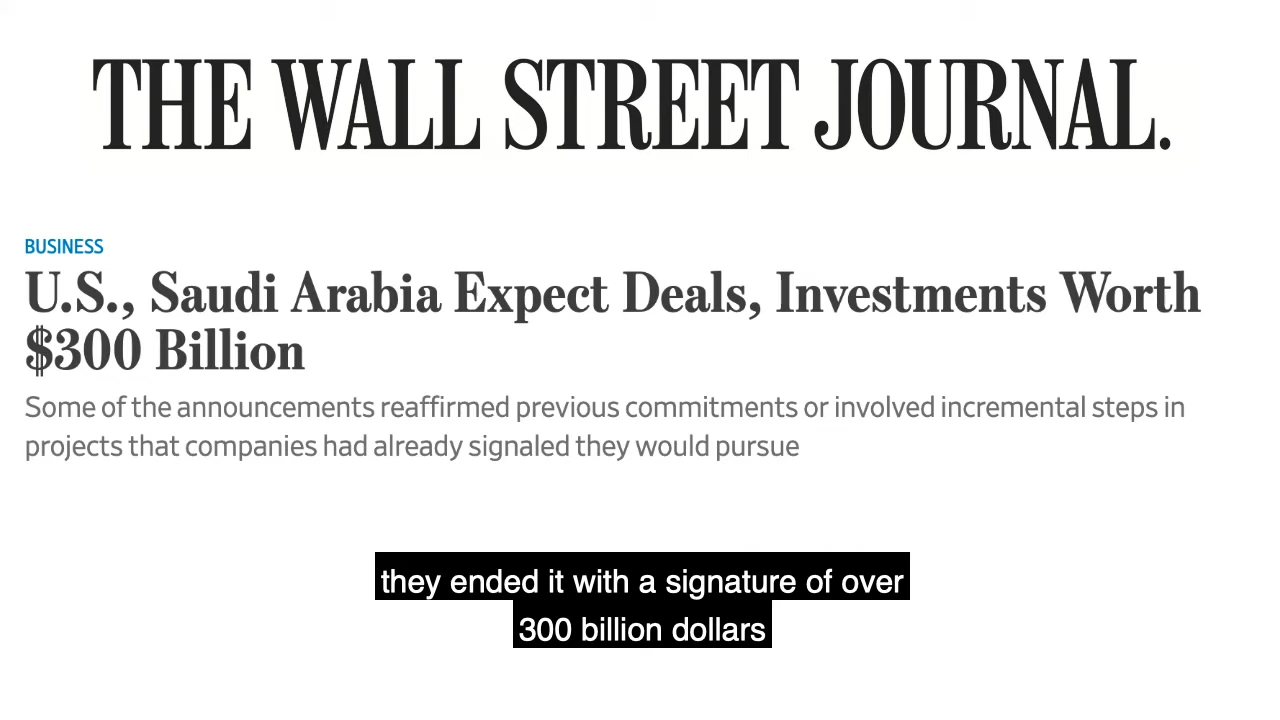 THE WALL STREET JOURNAL.
BUSINESS
U.S., Saudi Arabia Expect Deals, Investments Worth
$300 Billion
Some of the announcements reaffirmed previous commitments or involved incremental steps in
projects that companies had already signaled they would pursue
they ended it with a signature of over
300 billion dollars